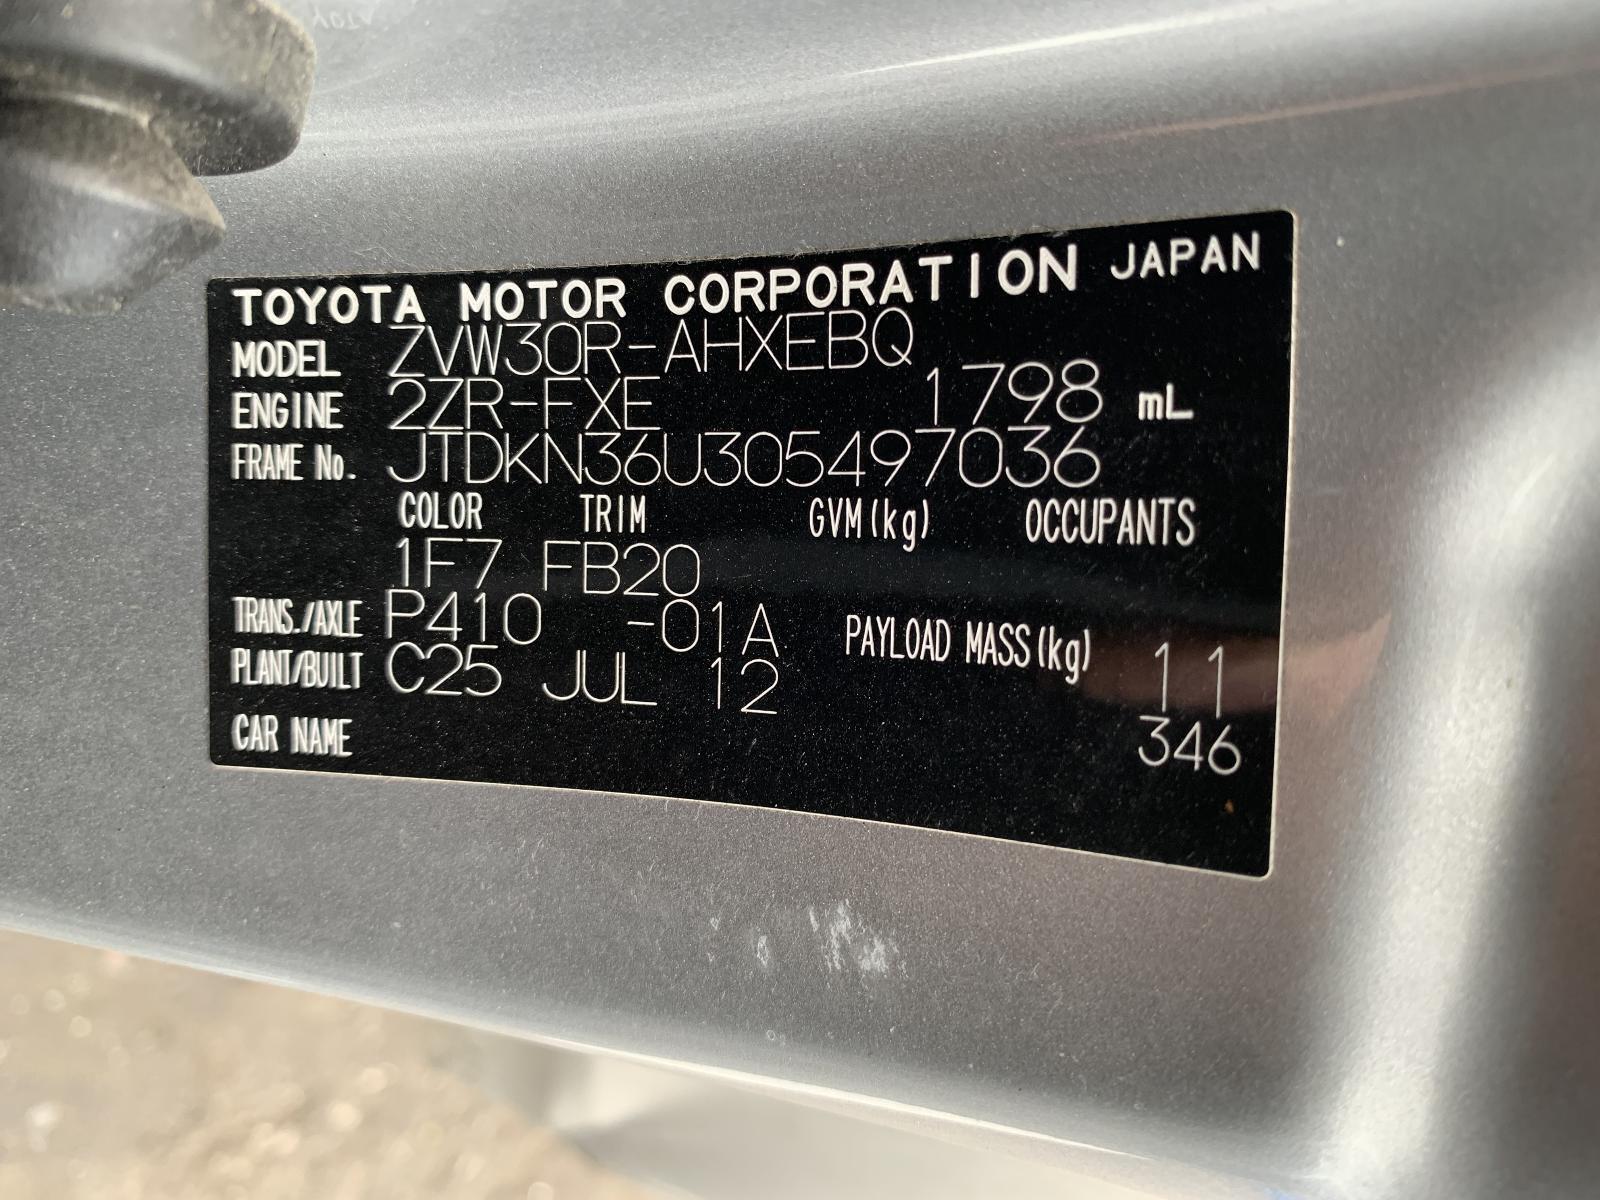 TOYOTA MOTOR CORPORATION JAPAN
MODEL ZVW30R-AHXEBQ
ENGINE 2ZR-FXE 1798 mL
FRAME No. JTDKN36U305497036
COLOR TRIM GVM(kg) OCCUPANTS
1F7 FB20
TRANS./AXLE P410 -01A PAYLOAD MASS(kg)
PLANT/BUILT C25 JUL 12 11
CAR NAME 346